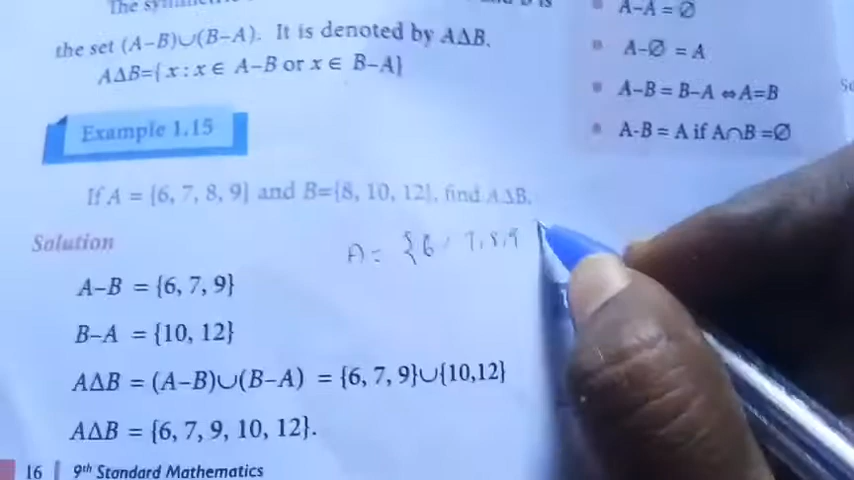 The
the set (A–B)∪(B–A). It is denoted by AΔB.
AΔB={x : x ∈ A–B or x ∈ B–A}
A–A = Ø
A–Ø = A
A–B = B–A ⇔ A=B
A-B = A if A∩B =Ø
Example 1.15
If A = {6, 7, 8, 9} and B={8, 10, 12}, find AΔB.
Solution
A = {6, 7, 8, 9
A–B = {6, 7, 9}
B–A = {10, 12}
AΔB = (A–B)∪(B–A) = {6, 7, 9}∪{10,12}
AΔB = {6, 7, 9, 10, 12}.
16 | 9th Standard Mathematics